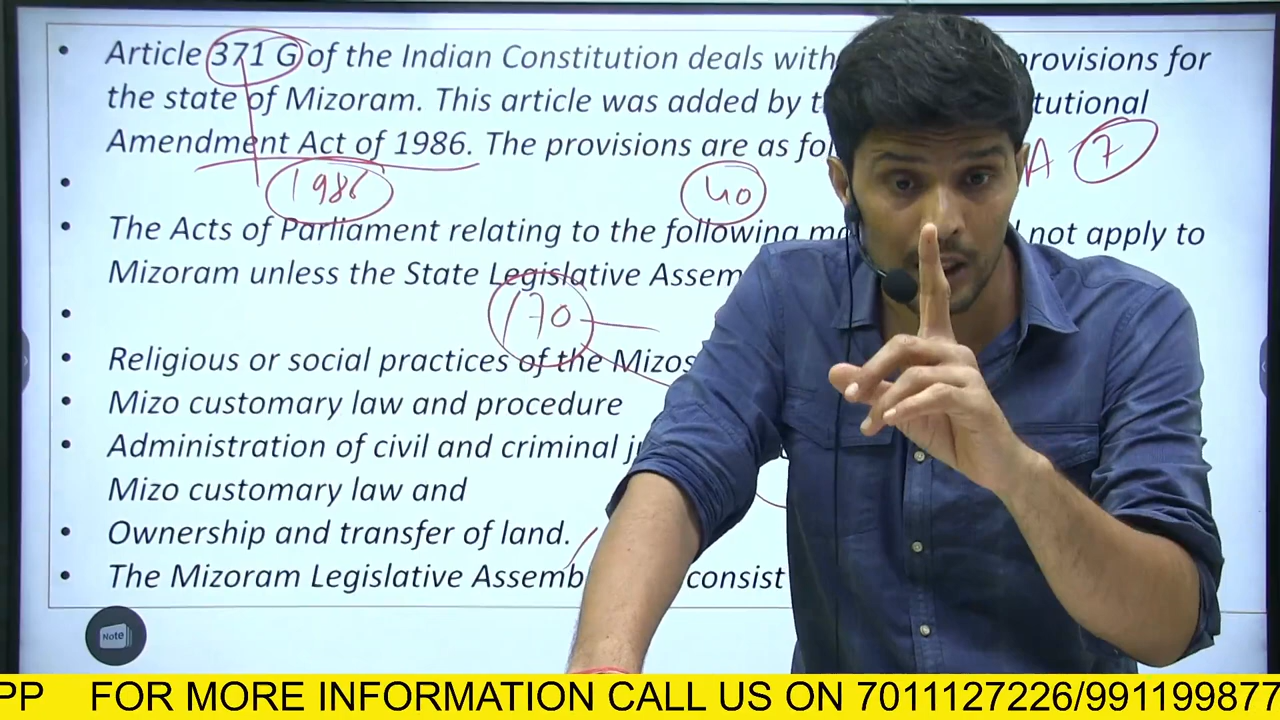 Article 371 G of the Indian Constitution deals with provisions for
the state of Mizoram. This article was added by tutional
Amendment Act of 1986. The provisions are as
A 7
1986 40
The Acts of Parliament relating to the following not apply to
Mizoram unless the State Legislative
170
Religious or social practices of the Mizos
Mizo customary law and procedure
Administration of civil and criminal
Mizo customary law and
Ownership and transfer of land.
The Mizoram Legislative Assemb consist
Note
PP FOR MORE INFORMATION CALL US ON 7011127226/991199877